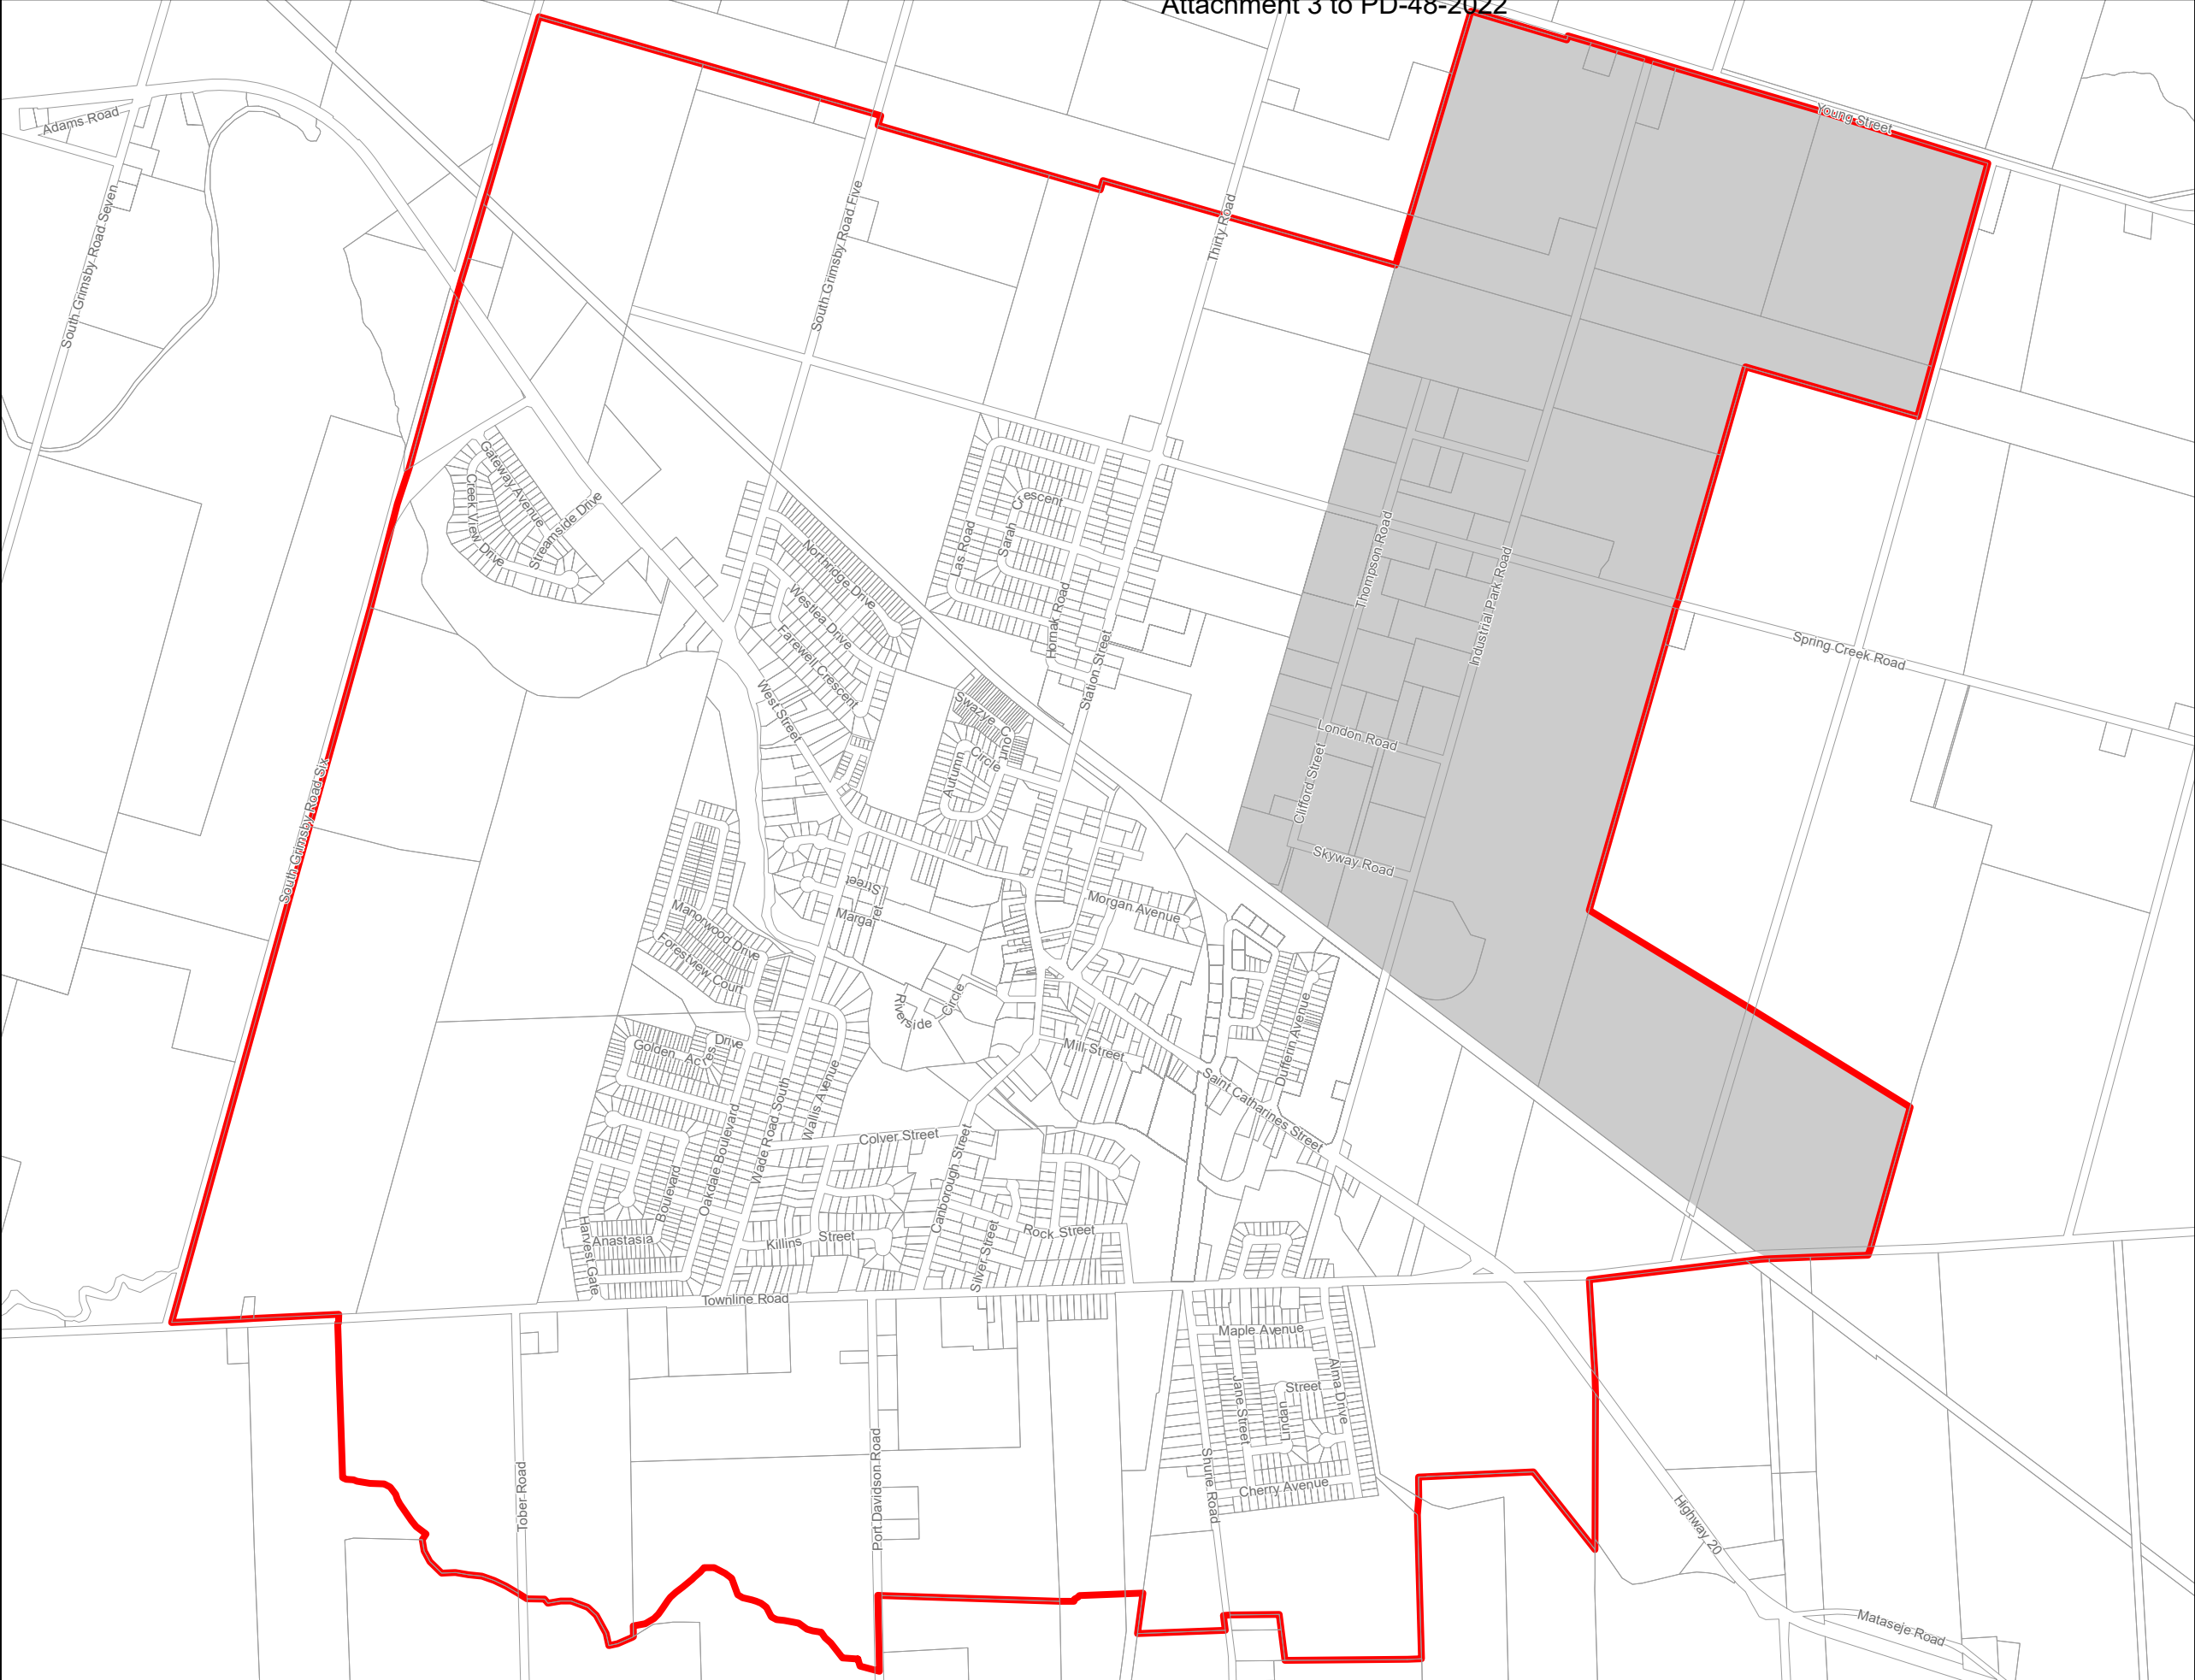 Attachment 3 to PD-48-2022
Young Street
Adams Road
South Grimsby Road Seven
South Grimsby Road Five
Thirty Road
Gateway Avenue
Creek View Drive
Streamside Drive
Northridge Drive
Westlea Drive
Farewell Crescent
Las Road
Sarah Crescent
Hornak Road
Station Street
Thompson Road
Industrial Park Road
Spring Creek Road
West Street
Swazye Court
Autumn Circle
London Road
Clifford Street
Skyway Road
South Grimsby Road Six
Margaret Street
Morgan Avenue
Manorwood Drive
Forestview Court
Riverside Circle
Golden Acres Drive
Mill Street
Dufferin Avenue
Saint Catharines Street
Wallis Avenue
Wade Road South
Oakdale Boulevard
Colver Street
Canborough Street
Harvest Gate
Anastasia Boulevard
Killins Street
Silver Street
Rock Street
Townline Road
Maple Avenue
Alma Drive
Jane Street
Lundan Street
Cherry Avenue
Shune Road
Port Davidson Road
Tober Road
Highway 20
Mataseje Road